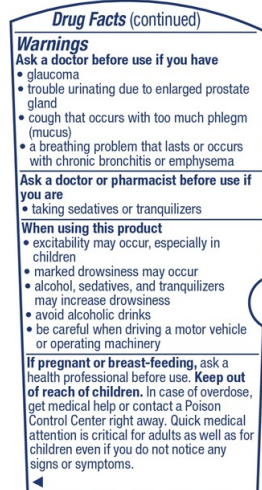 Drug Facts (continued)
Warnings
Ask a doctor before use if you have
• glaucoma
• trouble urinating due to enlarged prostate
gland
• cough that occurs with too much phlegm
(mucus)
• a breathing problem that lasts or occurs
with chronic bronchitis or emphysema
Ask a doctor or pharmacist before use if
you are
• taking sedatives or tranquilizers
When using this product
• excitability may occur, especially in
children
• marked drowsiness may occur
• alcohol, sedatives, and tranquilizers
may increase drowsiness
• avoid alcoholic drinks
• be careful when driving a motor vehicle
or operating machinery
If pregnant or breast-feeding, ask a
health professional before use. Keep out
of reach of children. In case of overdose,
get medical help or contact a Poison
Control Center right away. Quick medical
attention is critical for adults as well as for
children even if you do not notice any
signs or symptoms.